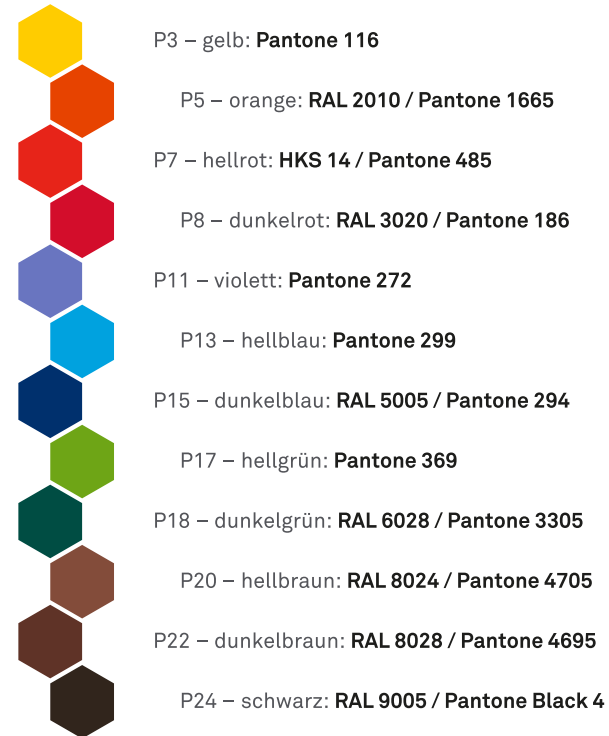 P3 – gelb: Pantone 116
P5 – orange: RAL 2010 / Pantone 1665
P7 – hellrot: HKS 14 / Pantone 485
P8 – dunkelrot: RAL 3020 / Pantone 186
P11 – violett: Pantone 272
P13 – hellblau: Pantone 299
P15 – dunkelblau: RAL 5005 / Pantone 294
P17 – hellgrün: Pantone 369
P18 – dunkelgrün: RAL 6028 / Pantone 3305
P20 – hellbraun: RAL 8024 / Pantone 4705
P22 – dunkelbraun: RAL 8028 / Pantone 4695
P24 – schwarz: RAL 9005 / Pantone Black 4